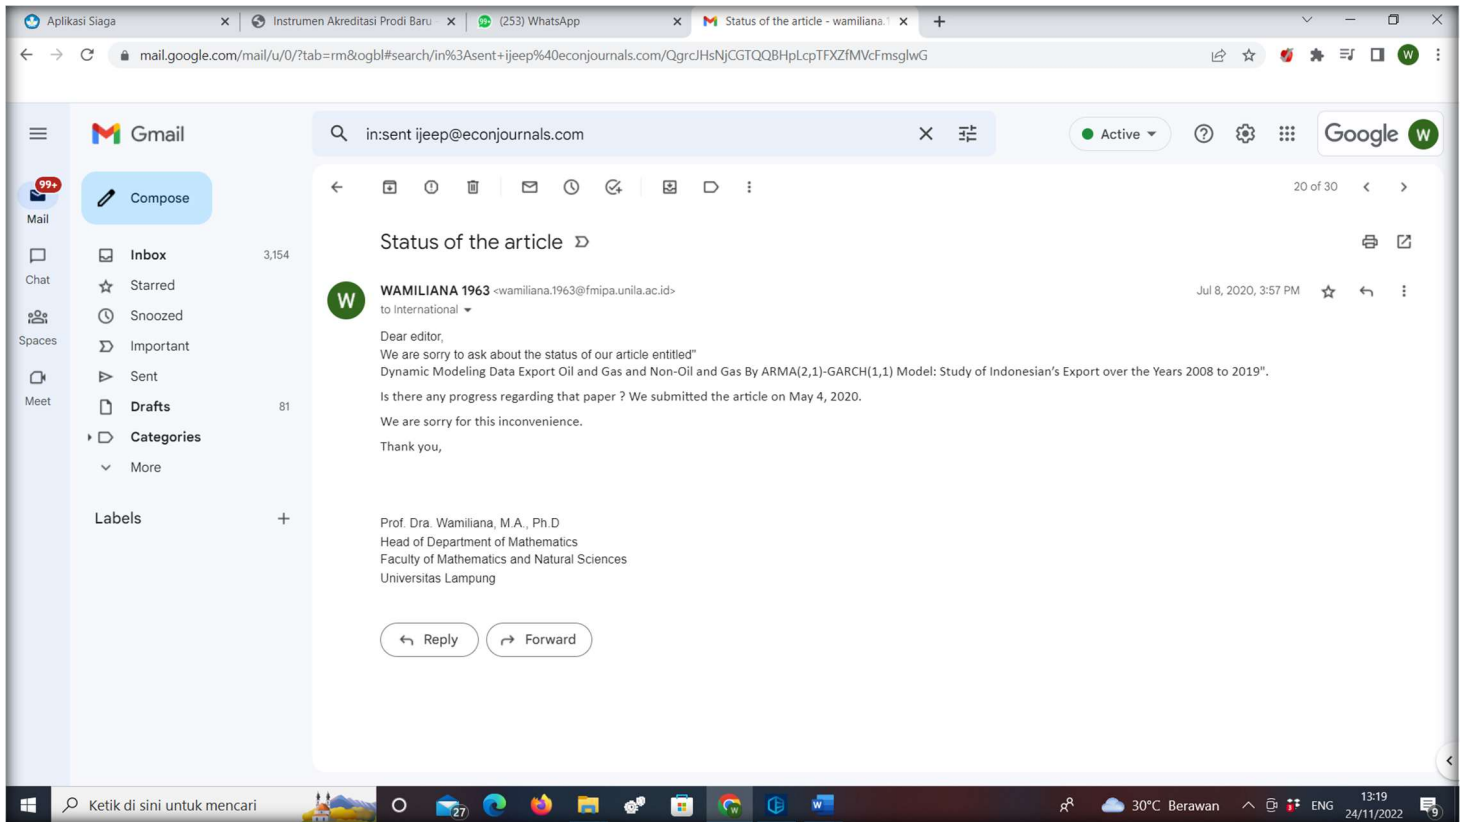 Aplikasi Siaga
Instrumen Akreditasi Prodi Baru -
(253) WhatsApp
Status of the article - wamiliana.1
mail.google.com/mail/u/0/?tab=rm&ogbl#search/in%3Asent+ijeep%40econjournals.com/QgrcJHsNjCGTQQBHpLcpTFXZfMVcFmsglwG
W
Gmail
in:sent ijeep@econjournals.com
Active
Google
W
99+
Mail
Chat
Spaces
Meet
Compose
Inbox 3,154
Starred
Snoozed
Important
Sent
Drafts 81
Categories
More
Labels
20 of 30
Status of the article
W
WAMILIANA 1963 <wamiliana.1963@fmipa.unila.ac.id>
Jul 8, 2020, 3:57 PM
to International
Dear editor,
We are sorry to ask about the status of our article entitled"
Dynamic Modeling Data Export Oil and Gas and Non-Oil and Gas By ARMA(2,1)-GARCH(1,1) Model: Study of Indonesian's Export over the Years 2008 to 2019".
Is there any progress regarding that paper ? We submitted the article on May 4, 2020.
We are sorry for this inconvenience.
Thank you,
Prof. Dra. Wamiliana, M.A., Ph.D
Head of Department of Mathematics
Faculty of Mathematics and Natural Sciences
Universitas Lampung
Reply
Forward
Ketik di sini untuk mencari
27
30°C Berawan
ENG
13:19
24/11/2022
9